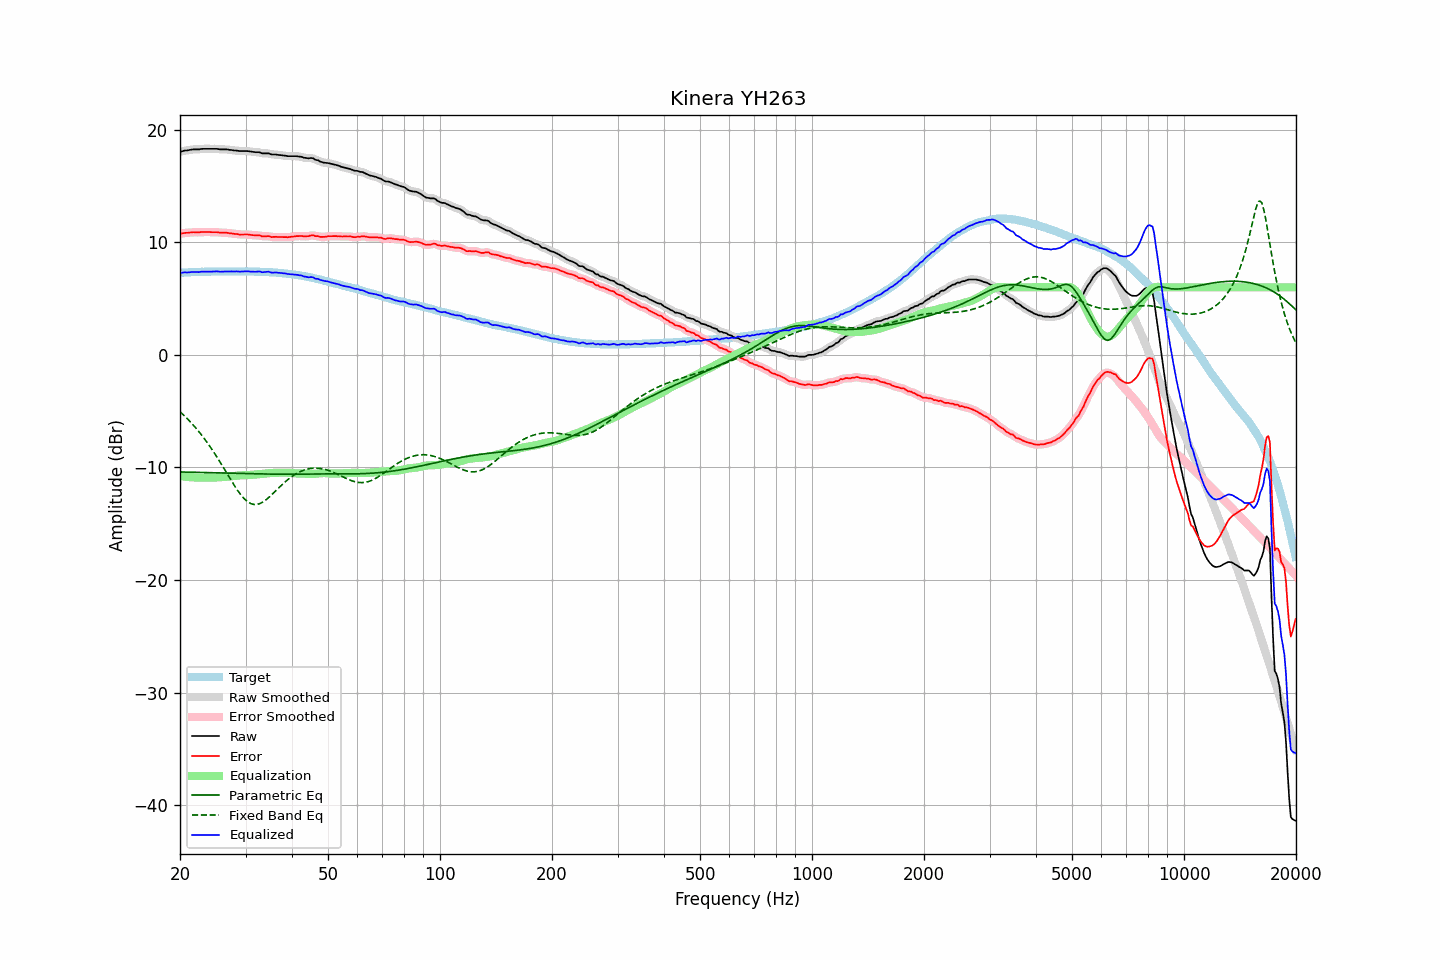 Kinera YH263
20
10
0
−10
−20
−30
−40
Amplitude (dBr)
Target
Raw Smoothed
Error Smoothed
Raw
Error
Equalization
Parametric Eq
Fixed Band Eq
Equalized
20 50 100 200 500 1000 2000 5000 10000 20000
Frequency (Hz)